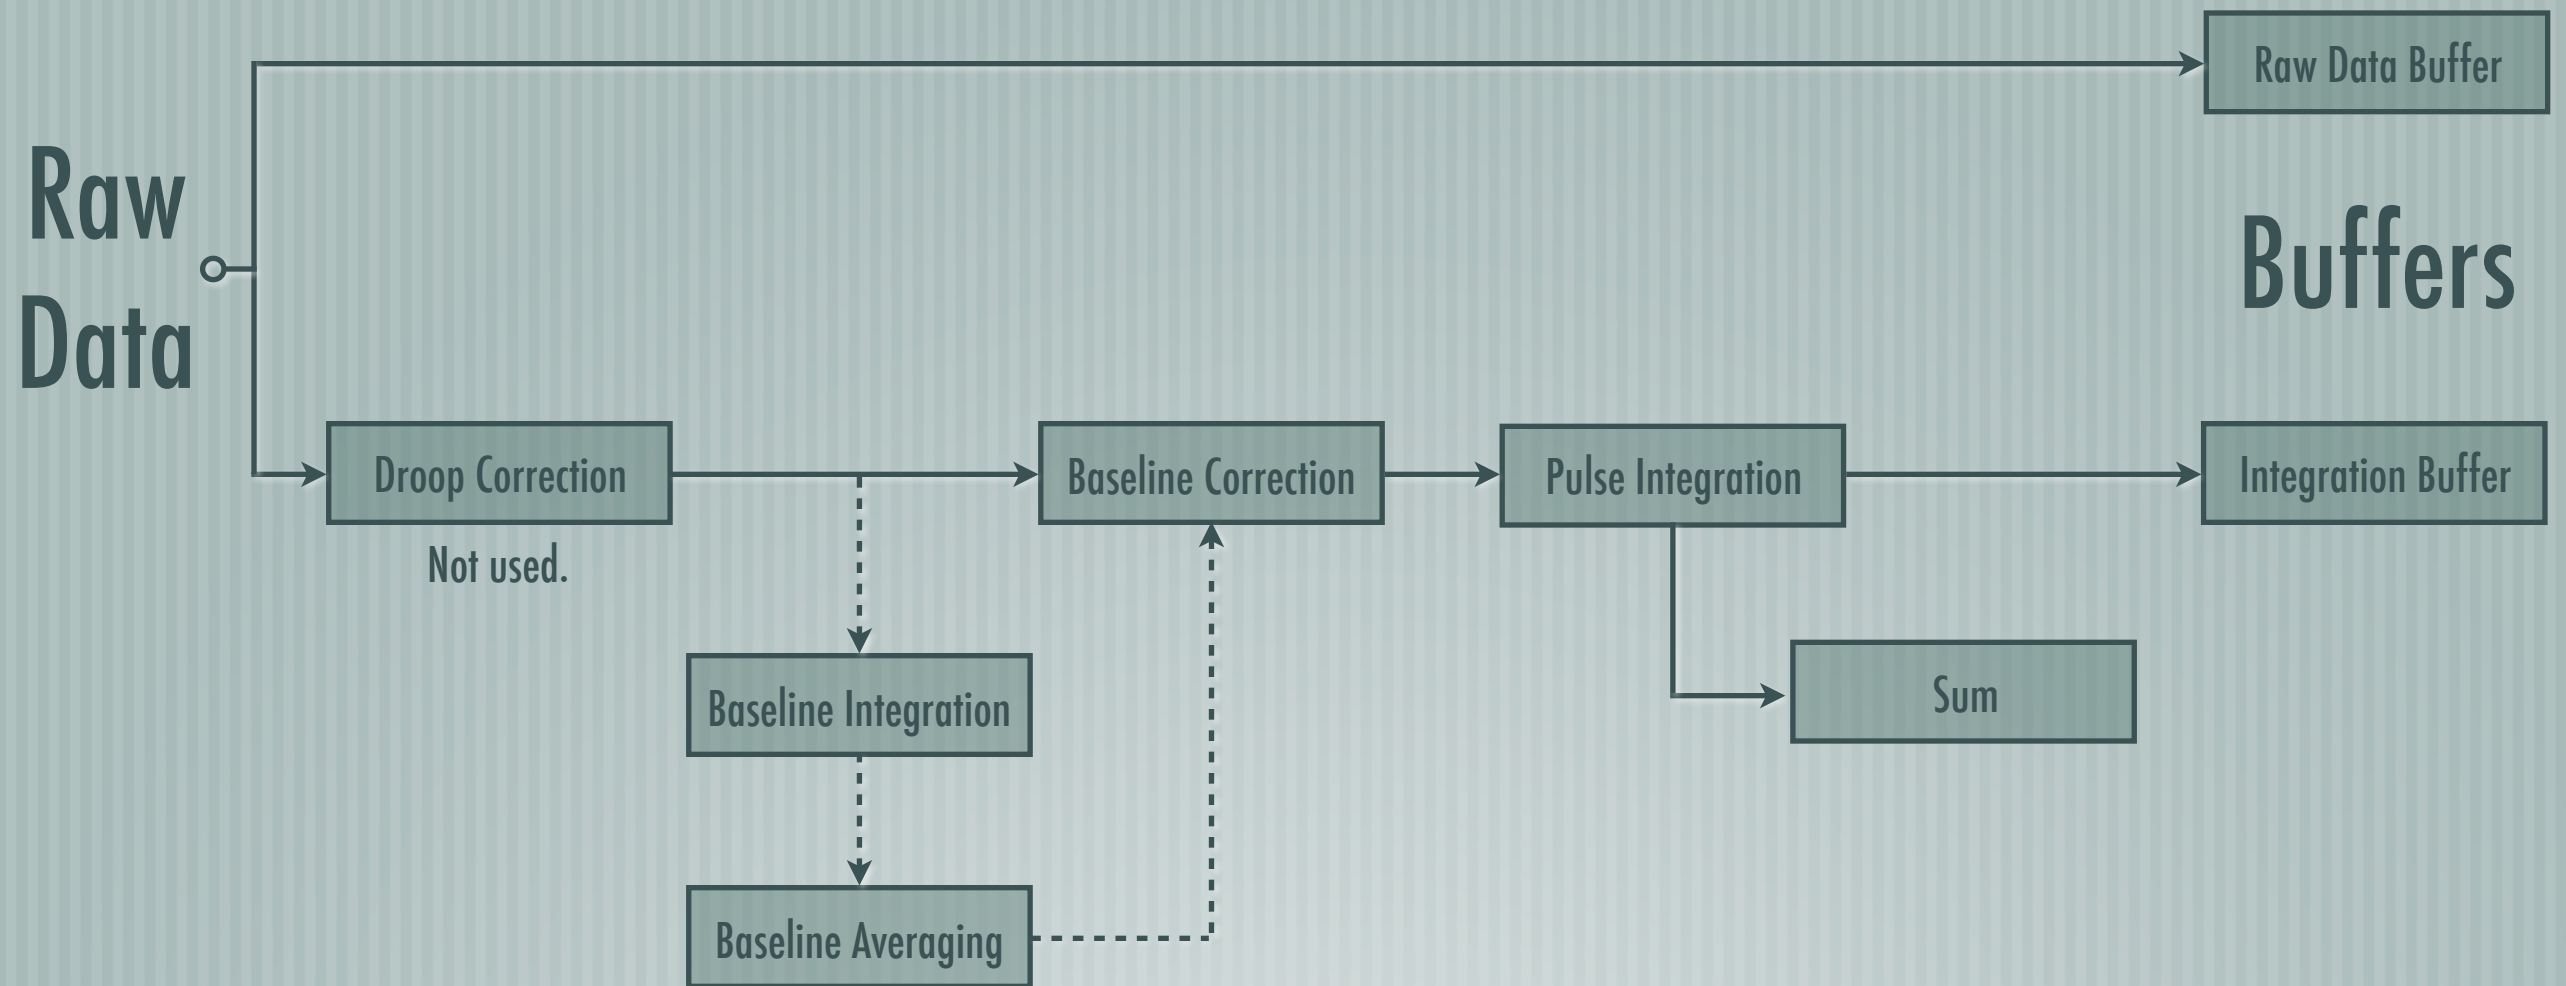 Raw Data Buffer
Raw
Data
Buffers
Droop Correction
Baseline Correction
Pulse Integration
Integration Buffer
Not used.
Baseline Integration
Sum
Baseline Averaging